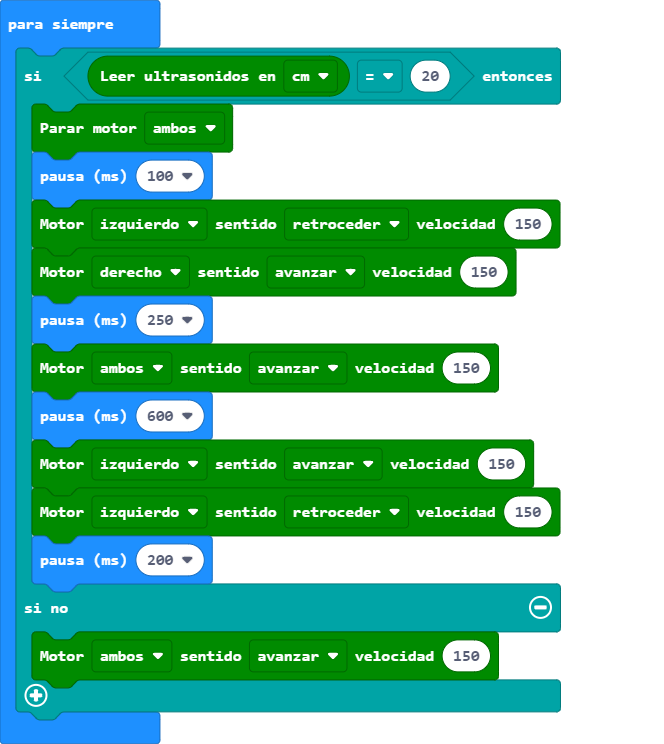 para siempre
si Leer ultrasonidos en cm = 20 entonces
Parar motor ambos
pausa (ms) 100
Motor izquierdo sentido retroceder velocidad 150
Motor derecho sentido avanzar velocidad 150
pausa (ms) 250
Motor ambos sentido avanzar velocidad 150
pausa (ms) 600
Motor izquierdo sentido avanzar velocidad 150
Motor izquierdo sentido retroceder velocidad 150
pausa (ms) 200
si no
Motor ambos sentido avanzar velocidad 150